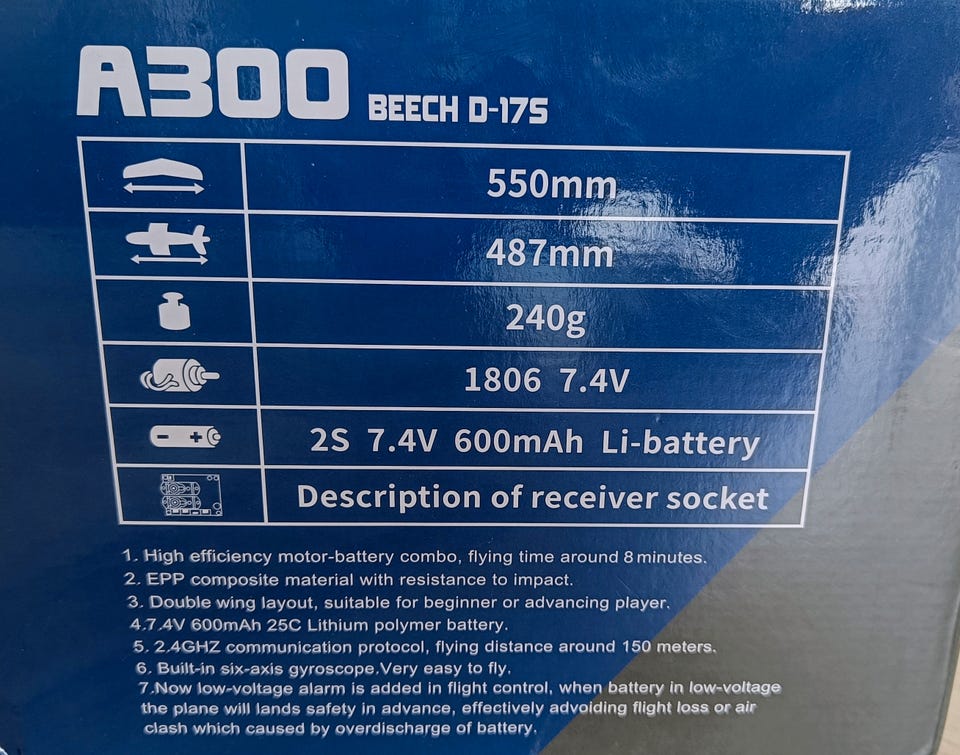 A300 BEECH D-17S
550mm
487mm
240g
1806 7.4V
2S 7.4V 600mAh Li-battery
Description of receiver socket
1. High efficiency motor-battery combo, flying time around 8 minutes.
2. EPP composite material with resistance to impact.
3. Double wing layout, suitable for beginner or advancing player.
4.7.4V 600mAh 25C Lithium polymer battery.
5. 2.4GHZ communication protocol, flying distance around 150 meters.
6. Built-in six-axis gyroscope.Very easy to fly.
7.Now low-voltage alarm is added in flight control, when battery in low-voltage
the plane will lands safety in advance, effectively advoiding flight loss or air
clash which caused by overdischarge of battery.